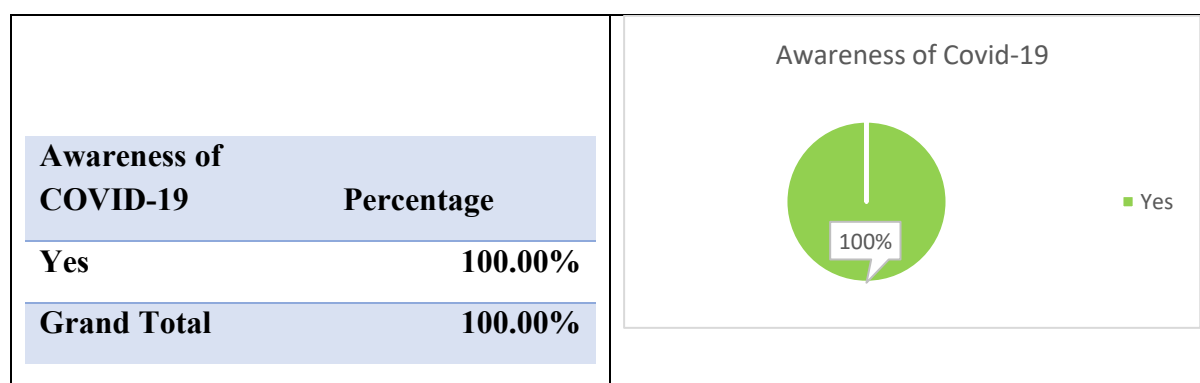 Awareness of
COVID-19 Percentage
Yes 100.00%
Grand Total 100.00%
Awareness of Covid-19
100%
Yes